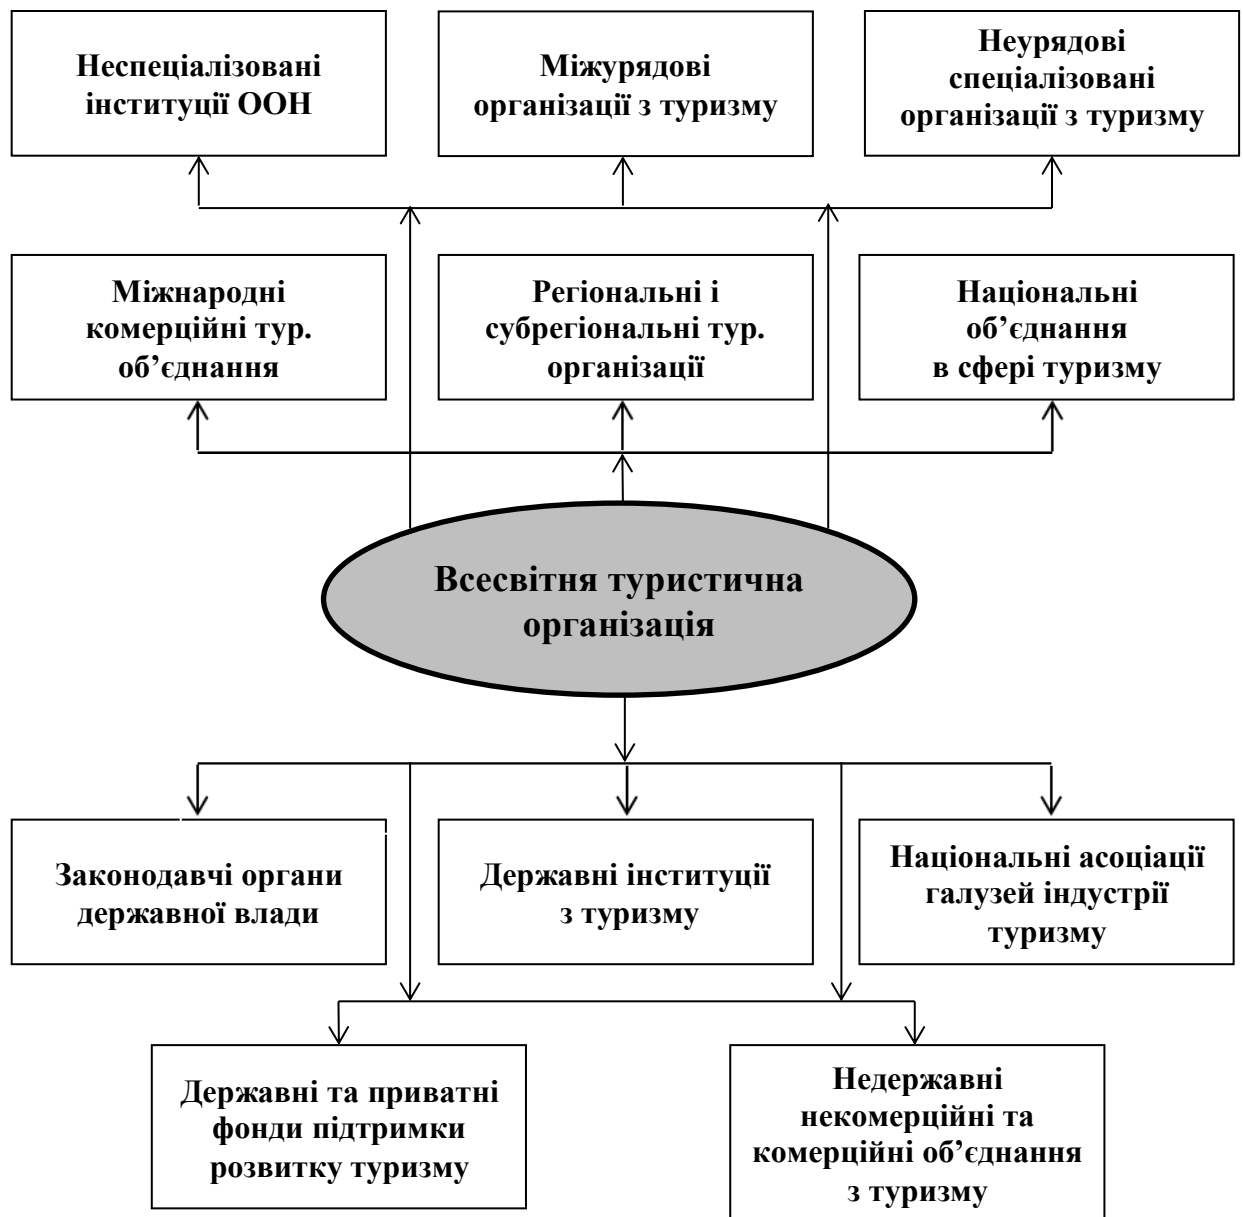 Неспеціалізовані
інституції ООН
Міжурядові
організації з туризму
Неурядові
спеціалізовані
організації з туризму
Міжнародні
комерційні тур.
об’єднання
Регіональні і
субрегіональні тур.
організації
Національні
об’єднання
в сфері туризму
Всесвітня туристична
організація
Законодавчі органи
державної влади
Державні інституції
з туризму
Національні асоціації
галузей індустрії
туризму
Державні та приватні
фонди підтримки
розвитку туризму
Недержавні
некомерційні та
комерційні об’єднання
з туризму